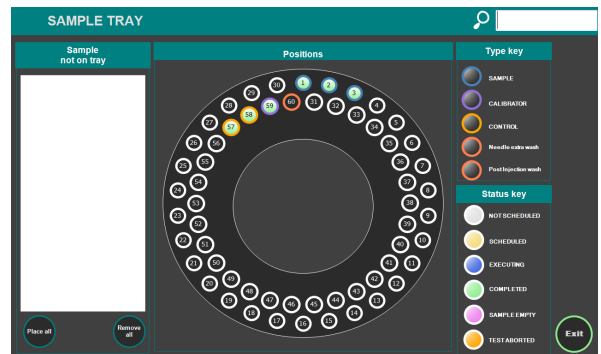 SAMPLE TRAY
Sample
not on tray
Place all
Remove
all
Positions
1
2
3
4
5
6
7
8
9
10
11
12
13
14
15
16
17
18
19
20
21
22
23
24
25
26
27
28
29
30
31
32
33
34
35
36
37
38
39
40
41
42
43
44
45
46
47
48
49
50
51
52
53
54
55
56
57
58
59
60
Type key
SAMPLE
CALIBRATOR
CONTROL
Needle extra wash
Post Injection wash
Status key
NOT SCHEDULED
SCHEDULED
EXECUTING
COMPLETED
SAMPLE EMPTY
TEST ABORTED
Exit